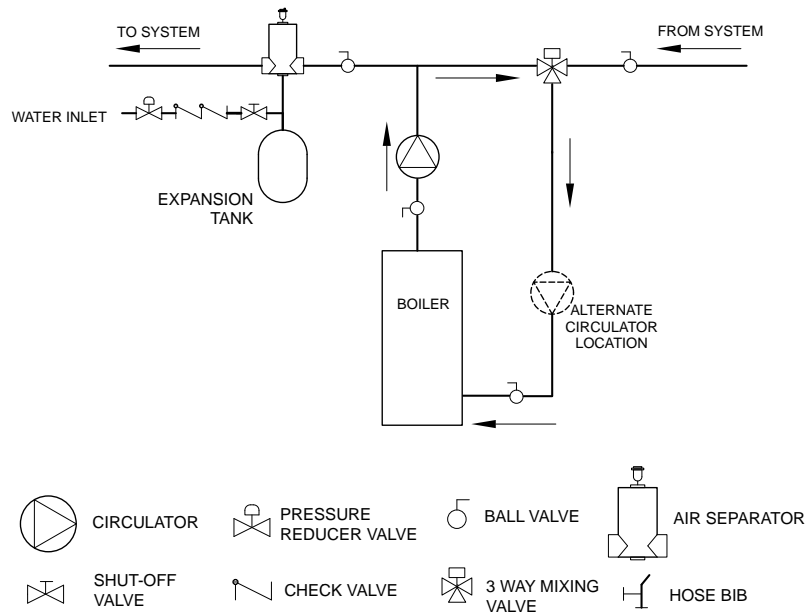 TO SYSTEM
FROM SYSTEM
WATER INLET
EXPANSION
TANK
BOILER
ALTERNATE
CIRCULATOR
LOCATION
CIRCULATOR
PRESSURE
REDUCER VALVE
BALL VALVE
AIR SEPARATOR
SHUT-OFF
VALVE
CHECK VALVE
3 WAY MIXING
VALVE
HOSE BIB